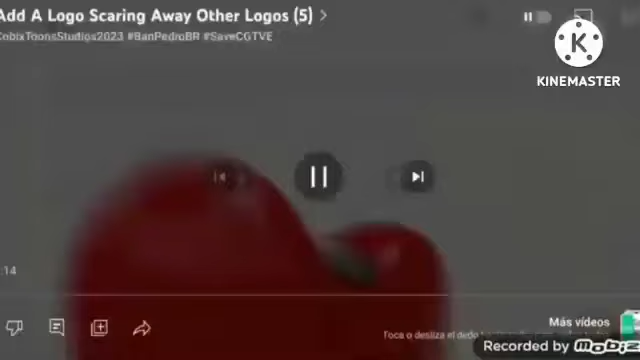 Add A Logo Scaring Away Other Logos (5)
CobixToonsStudios2023 #BanPedroBR #SaveCGTVE
K
KINEMASTER
:14
Más vídeos
Toca o desliza el dedo
Recorded by